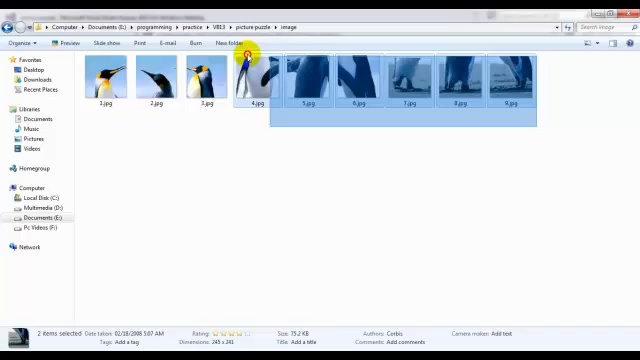 Computer ▸ Documents (E:) ▸ programming ▸ practice ▸ VB13 ▸ picture puzzle ▸ image
Organize Preview Slide show Print E-mail Burn New folder
Favorites
Desktop
Downloads
Recent Places
Libraries
Documents
Music
Pictures
Videos
Homegroup
Computer
Local Disk (C:)
Multimedia (D:)
Documents (E:)
Pc Videos (F:)
Network
1.jpg 2.jpg 3.jpg 4.jpg 5.jpg 6.jpg 7.jpg 8.jpg 9.jpg
2 items selected Date taken: 02/18/2008 5:07 AM Rating: Size: 75.2 KB Authors: Corbis Camera maker: Add text
Tags: Add a tag Dimensions: 245 x 241 Title: Add a title Comments: Add comments